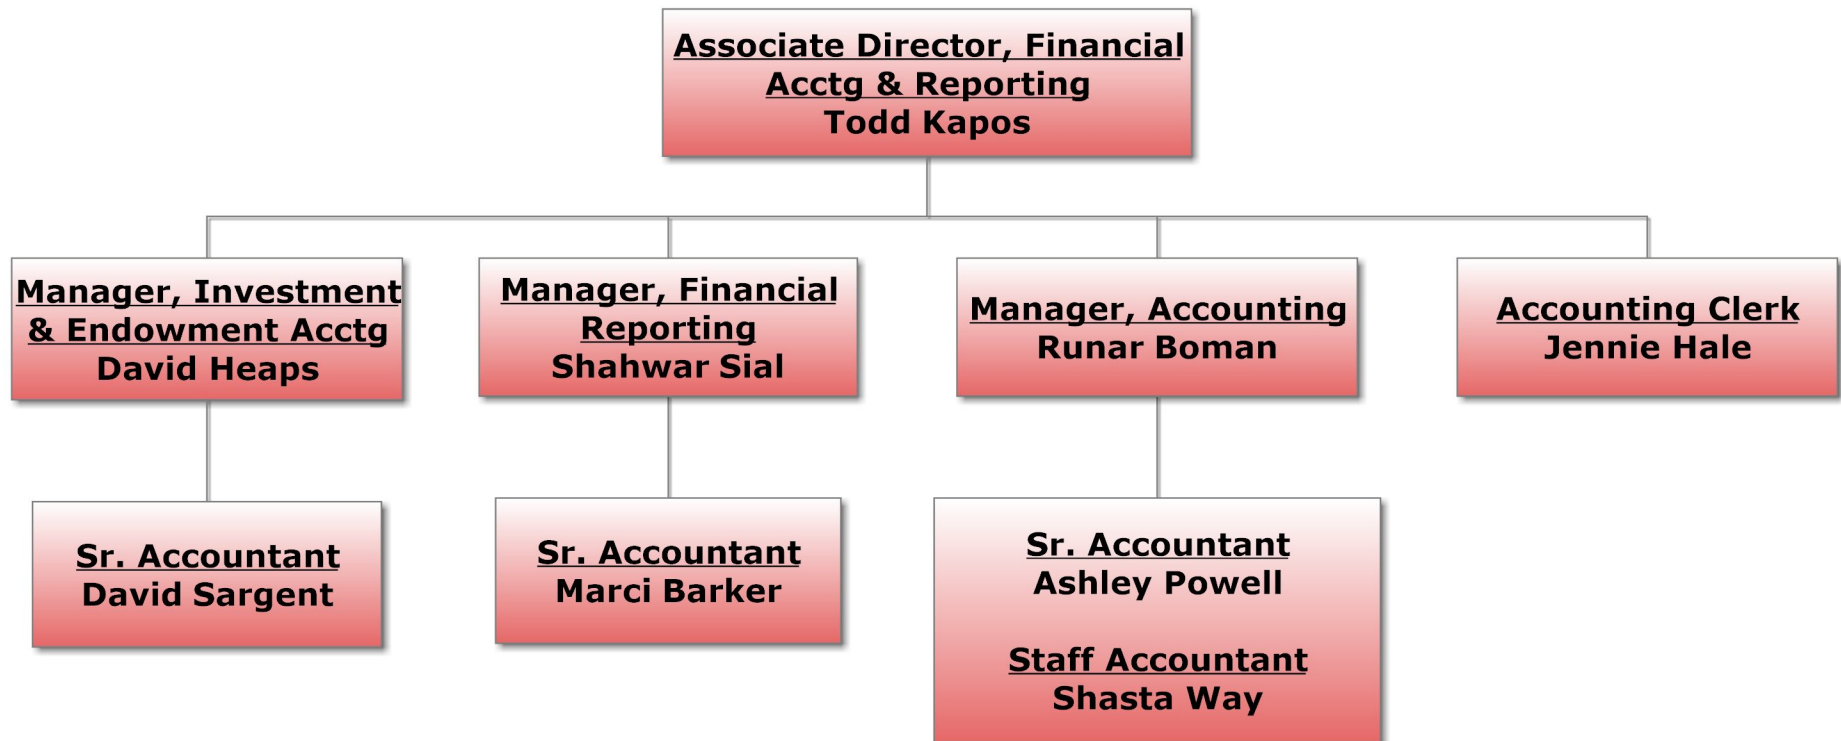 Associate Director, Financial
Acctg & Reporting
Todd Kapos
Manager, Investment
& Endowment Acctg
David Heaps
Manager, Financial
Reporting
Shahwar Sial
Manager, Accounting
Runar Boman
Accounting Clerk
Jennie Hale
Sr. Accountant
David Sargent
Sr. Accountant
Marci Barker
Sr. Accountant
Ashley Powell
Staff Accountant
Shasta Way